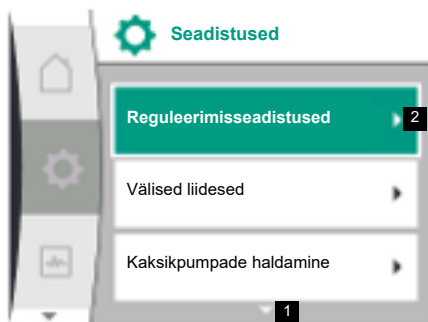 Seadistused
Reguleerimisseadistused
2
Välised liidesed
Kaksikpumpade haldamine
1